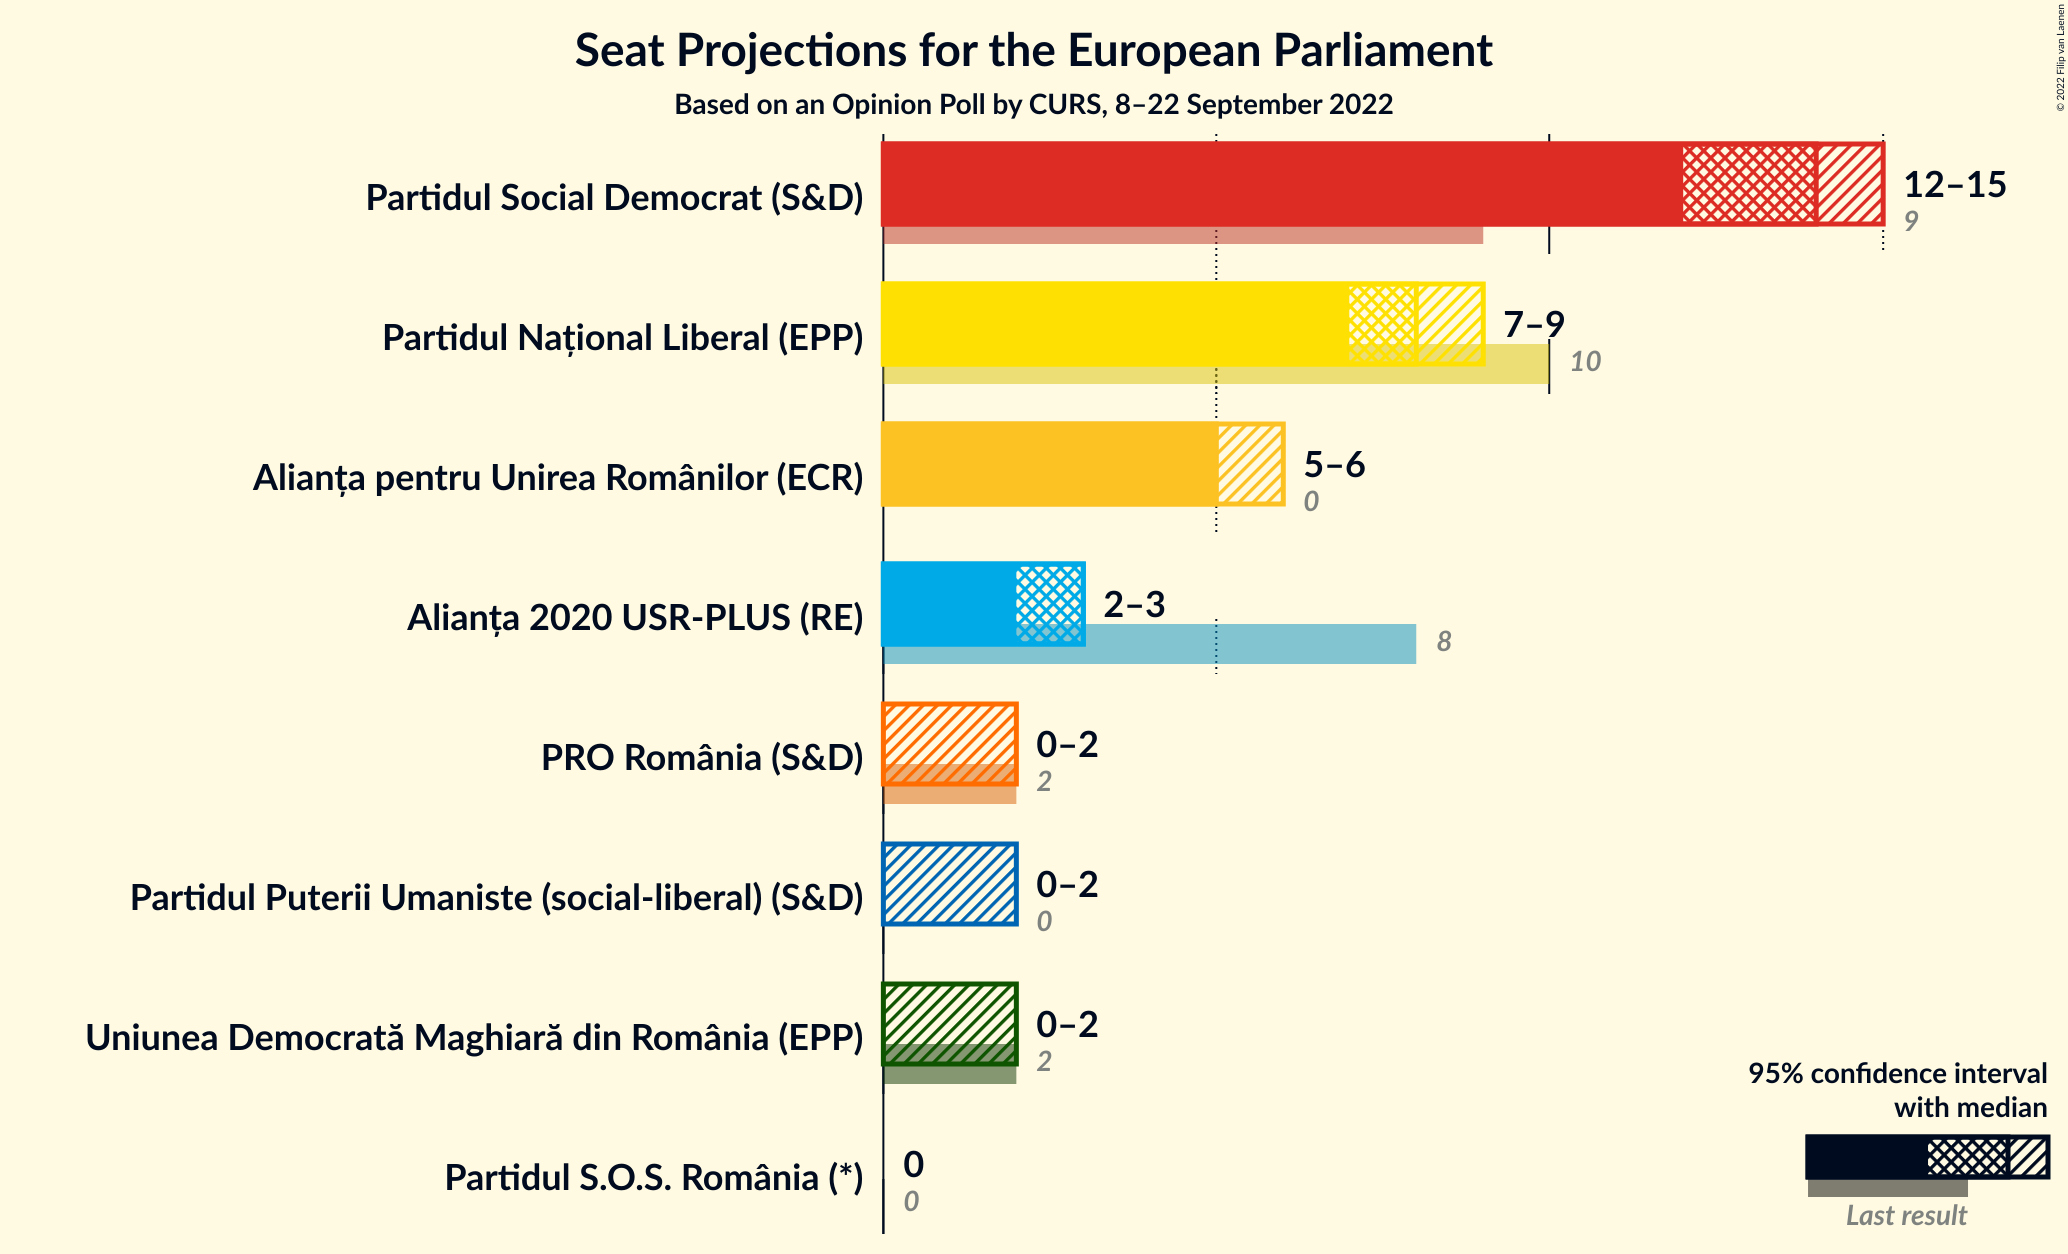 Seat Projections for the European Parliament
Based on an Opinion Poll by CURS, 8–22 September 2022
© 2022 Filip van Laenen
Partidul Social Democrat (S&D)
12–15
9
Partidul Național Liberal (EPP)
7–9
10
Alianța pentru Unirea Românilor (ECR)
5–6
0
Alianța 2020 USR-PLUS (RE)
2–3
8
PRO România (S&D)
0–2
2
Partidul Puterii Umaniste (social-liberal) (S&D)
0–2
0
Uniunea Democrată Maghiară din România (EPP)
0–2
2
Partidul S.O.S. România (*)
0
0
95% confidence interval
with median
Last result